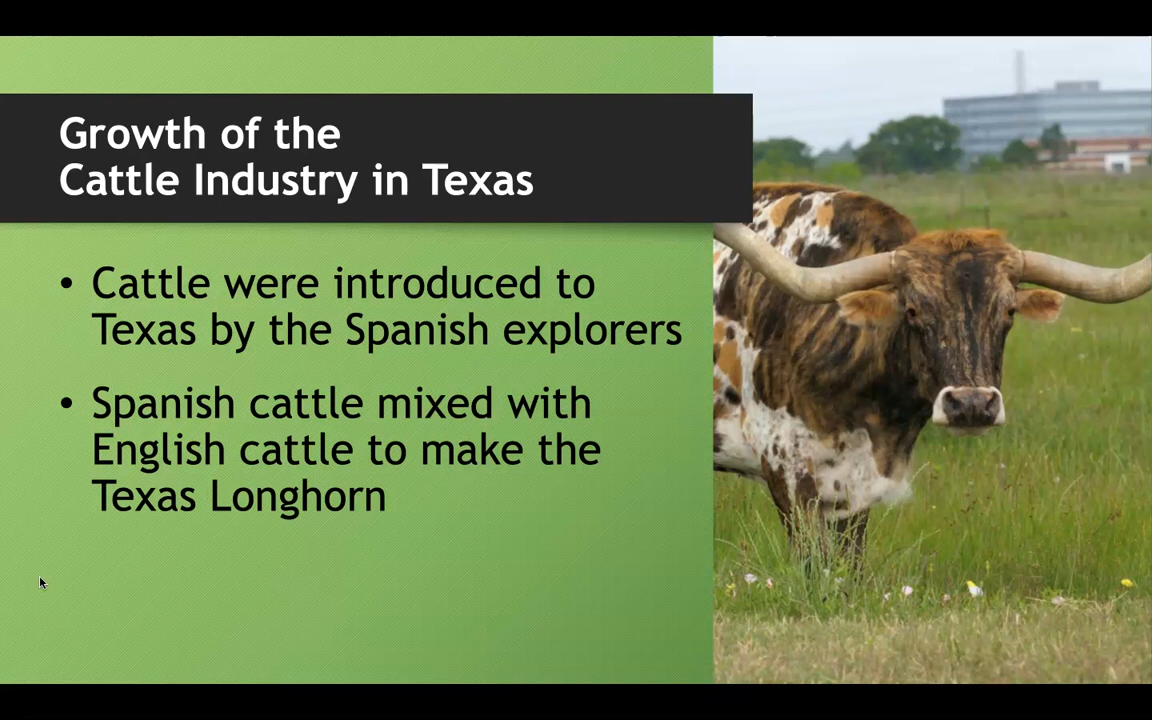 Growth of the
Cattle Industry in Texas
• Cattle were introduced to
Texas by the Spanish explorers
• Spanish cattle mixed with
English cattle to make the
Texas Longhorn